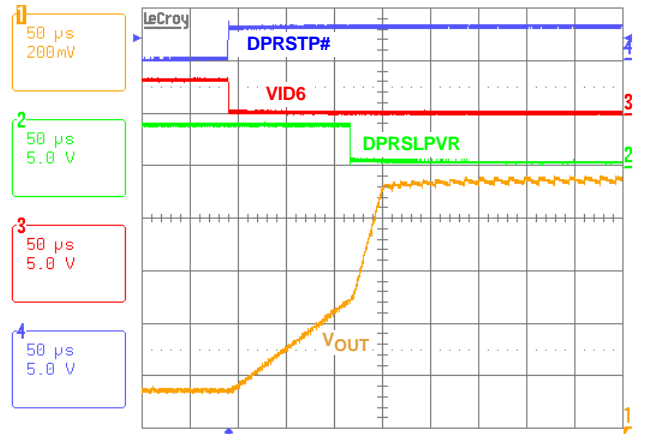 1
50 µs
200mV
2
50 µs
5.0 V
3
50 µs
5.0 V
4
50 µs
5.0 V
LeCroy
DPRSTP#
4
VID6
3
DPRSLPVR
2
VOUT
1